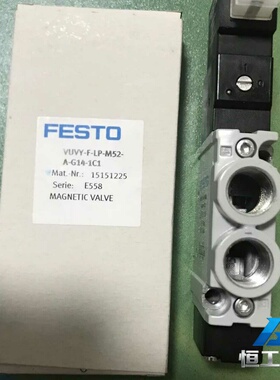 FESTO
VUVY-F-LP-M52-
A-G14-1C1
Mat.-Nr.: 15151225
Serie: E558
MAGNETIC VALVE
恒工